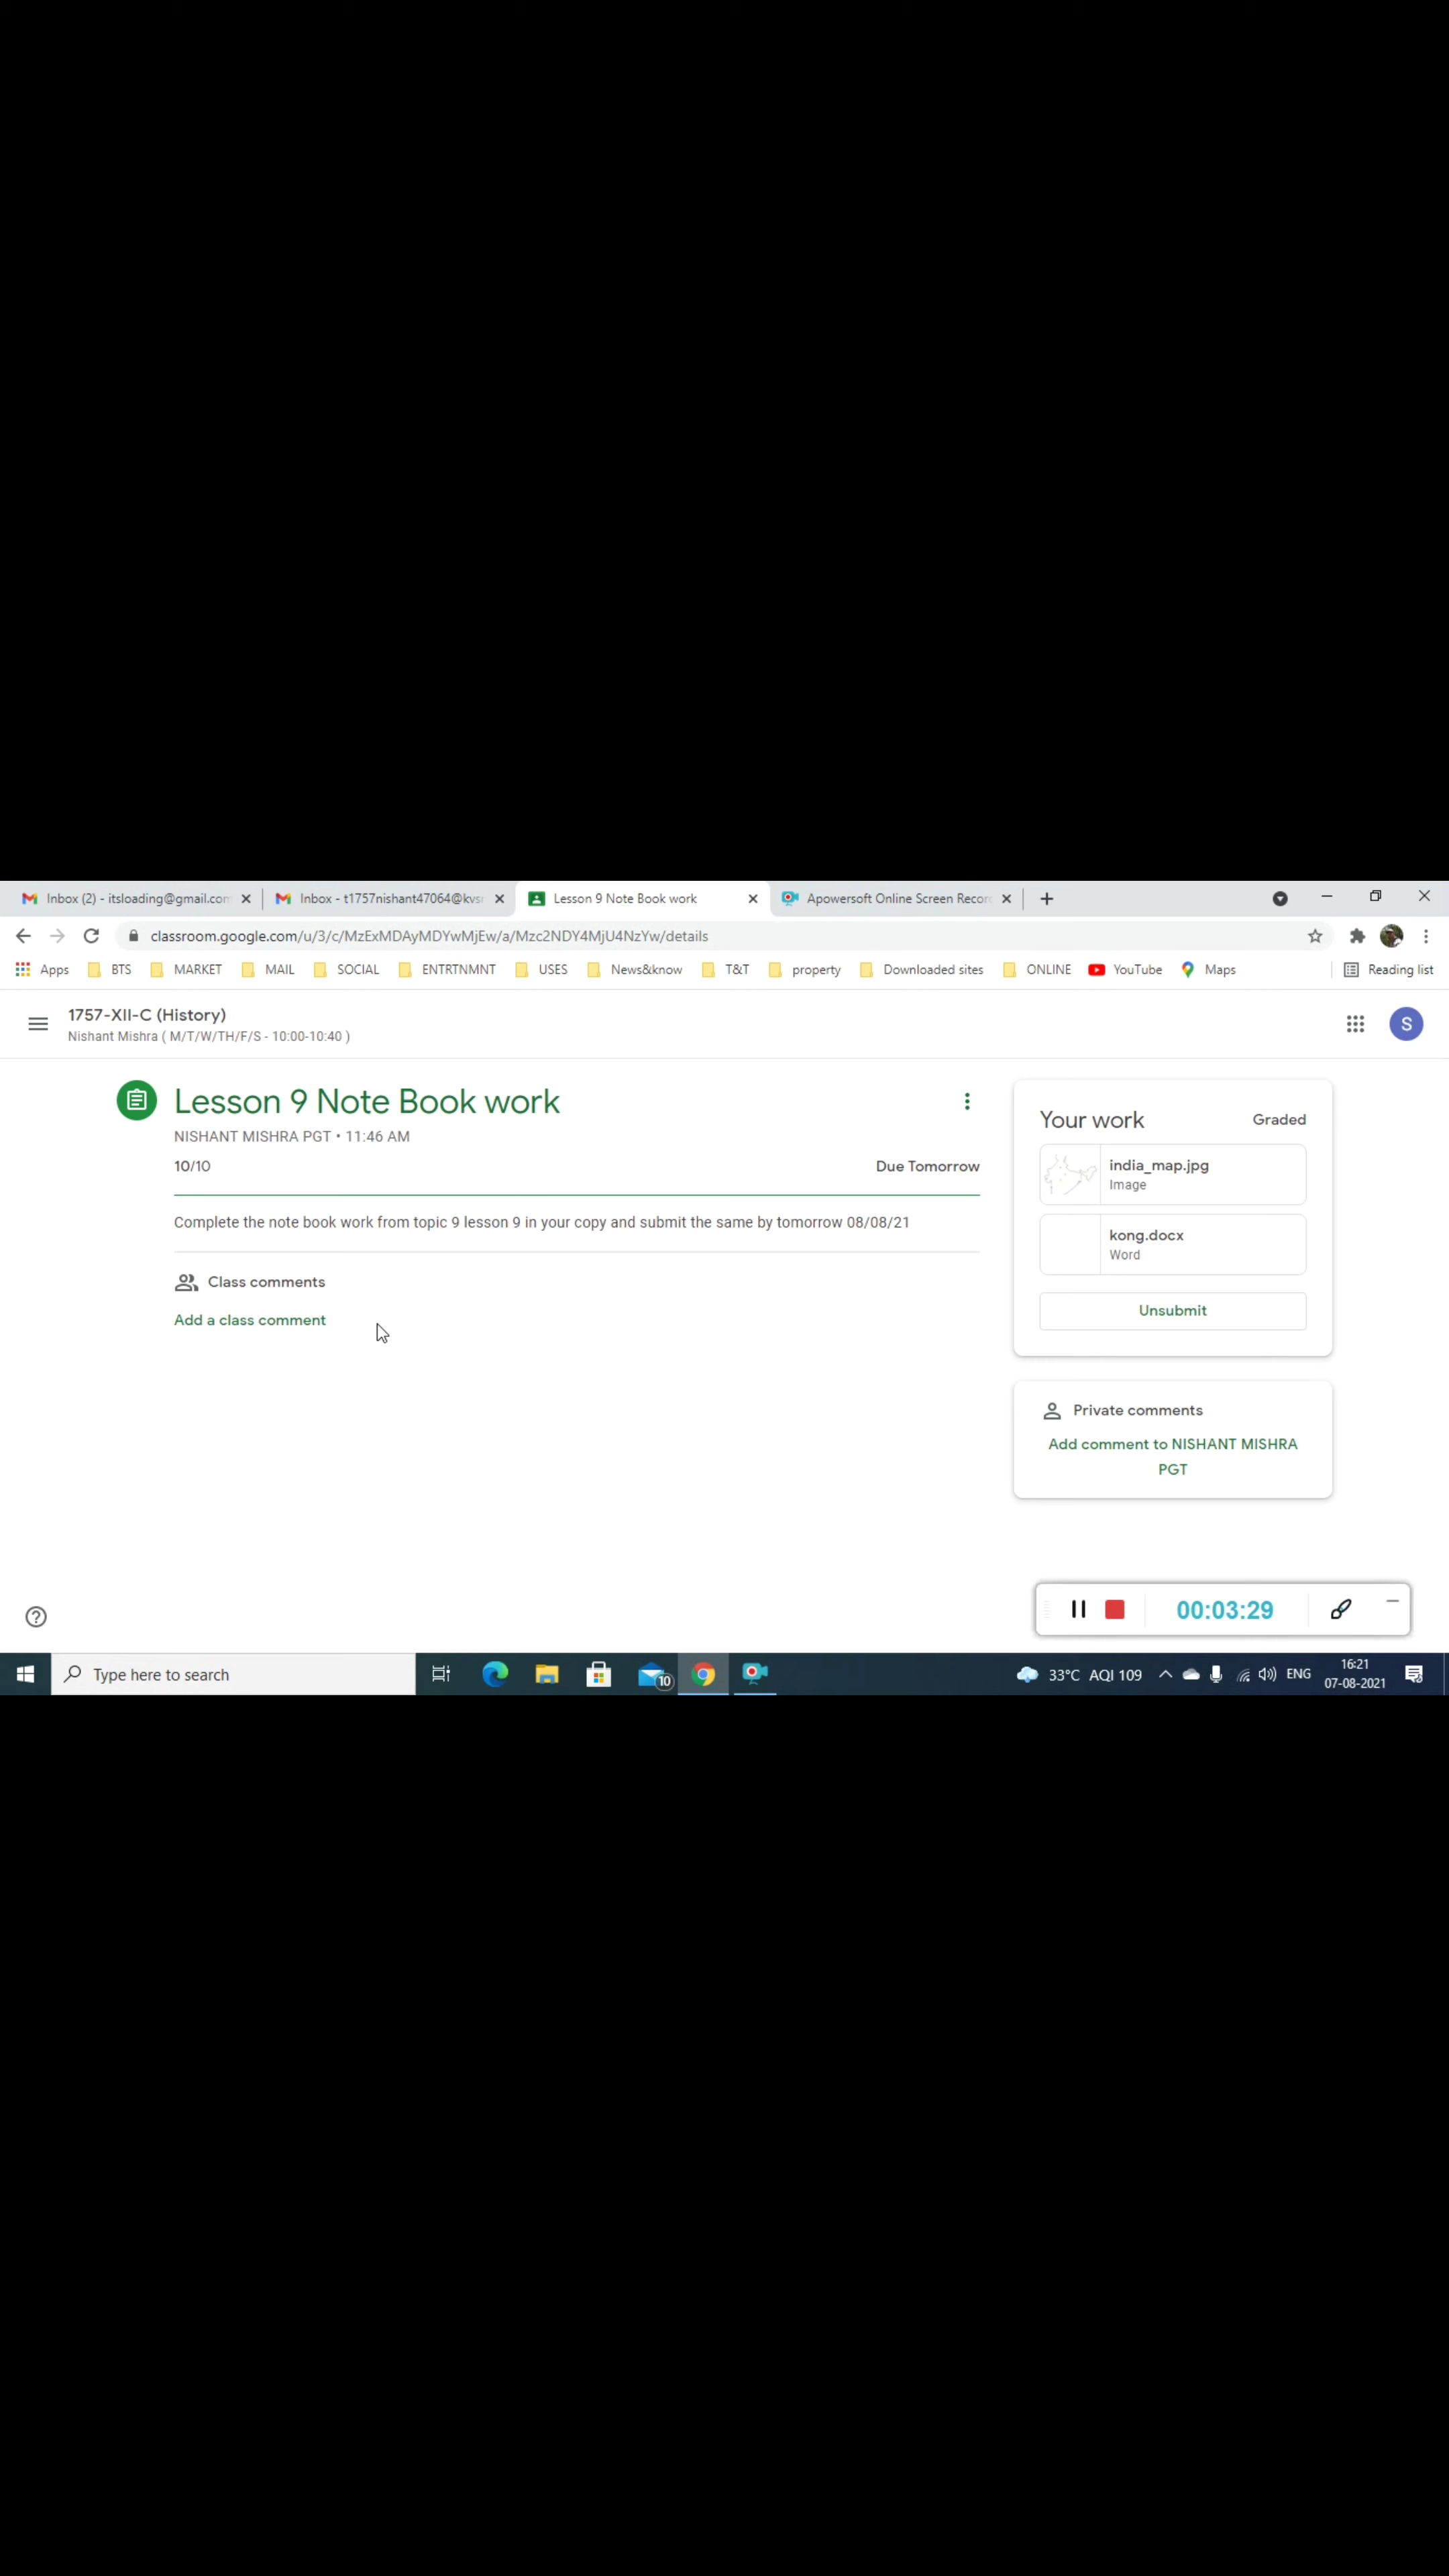 Inbox (2) - itsloading@gmail.com
Inbox - t1757nishant47064@kvsr
Lesson 9 Note Book work
Apowersoft Online Screen Recor
classroom.google.com/u/3/c/MzExMDAyMDYwMjEw/a/Mzc2NDY4MjU4NzYw/details
Apps BTS MARKET MAIL SOCIAL ENTRTNMNT USES News&know T&T property Downloaded sites ONLINE YouTube Maps Reading list
1757-XII-C (History)
Nishant Mishra ( M/T/W/TH/F/S - 10:00-10:40 )
S
Lesson 9 Note Book work
NISHANT MISHRA PGT • 11:46 AM
10/10 Due Tomorrow
Complete the note book work from topic 9 lesson 9 in your copy and submit the same by tomorrow 08/08/21
Class comments
Add a class comment
Your work Graded
india_map.jpg
Image
kong.docx
Word
Unsubmit
Private comments
Add comment to NISHANT MISHRA
PGT
00:03:29
Type here to search
10
33°C AQI 109
ENG
16:21
07-08-2021